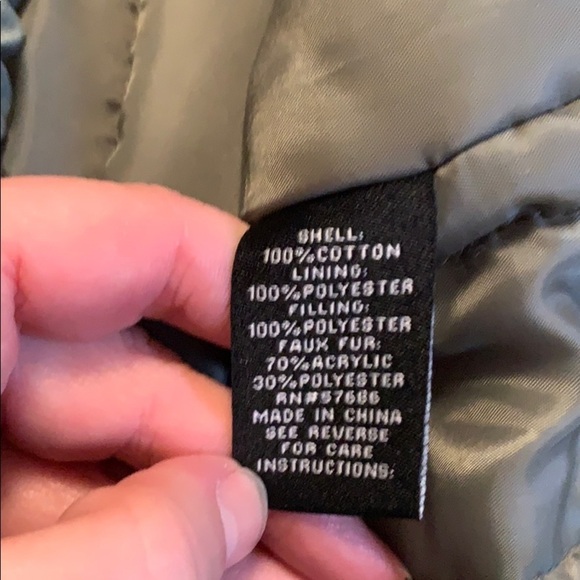 SHELL:
100%COTTON
LINING:
100%POLYESTER
FILLING:
100%POLYESTER
FAUX FUR:
70%ACRYLIC
30%POLYESTER
RN#57686
MADE IN CHINA
SEE REVERSE
FOR CARE
INSTRUCTIONS: